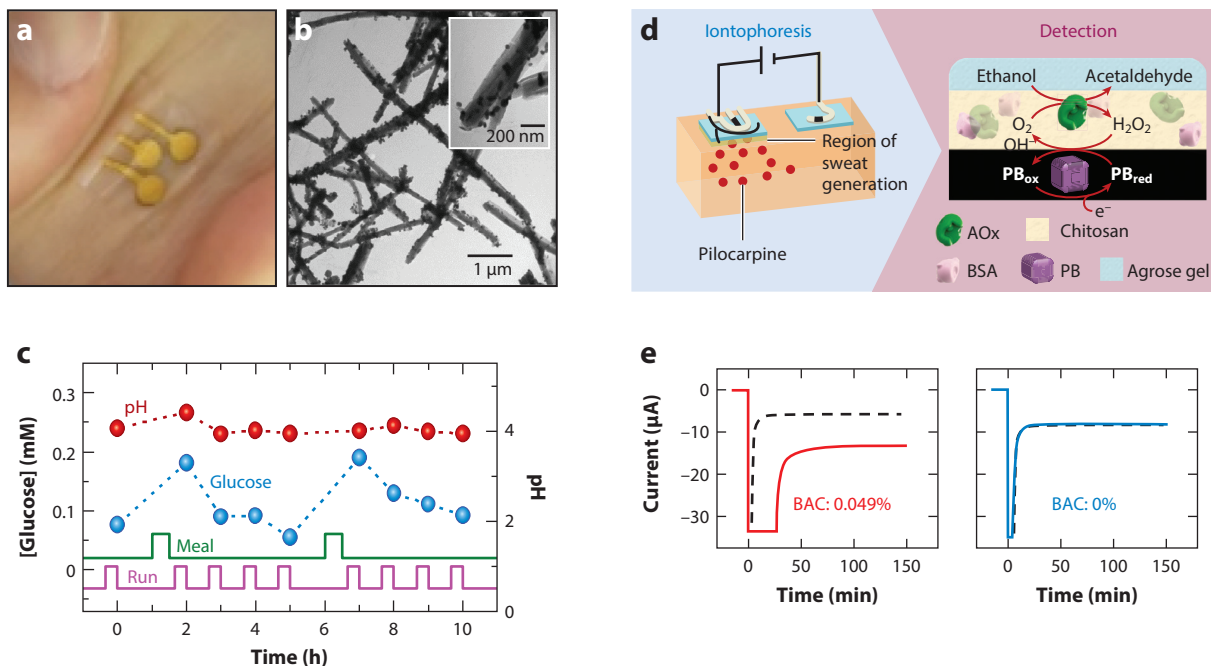 a
b
200 nm
1 µm
c
0.3
0.2
0.1
0
[Glucose] (mM)
pH
Glucose
Meal
Run
4
2
0
pH
0
2
4
6
8
10
Time (h)
d
Iontophoresis
Detection
Region of
sweat
generation
Pilocarpine
Ethanol
Acetaldehyde
O₂
H₂O₂
OH⁻
PBox
PBred
e⁻
AOx
Chitosan
BSA
PB
Agrose gel
e
0
−10
−20
−30
Current (µA)
BAC: 0.049%
0
50
100
150
Time (min)
BAC: 0%
0
50
100
150
Time (min)